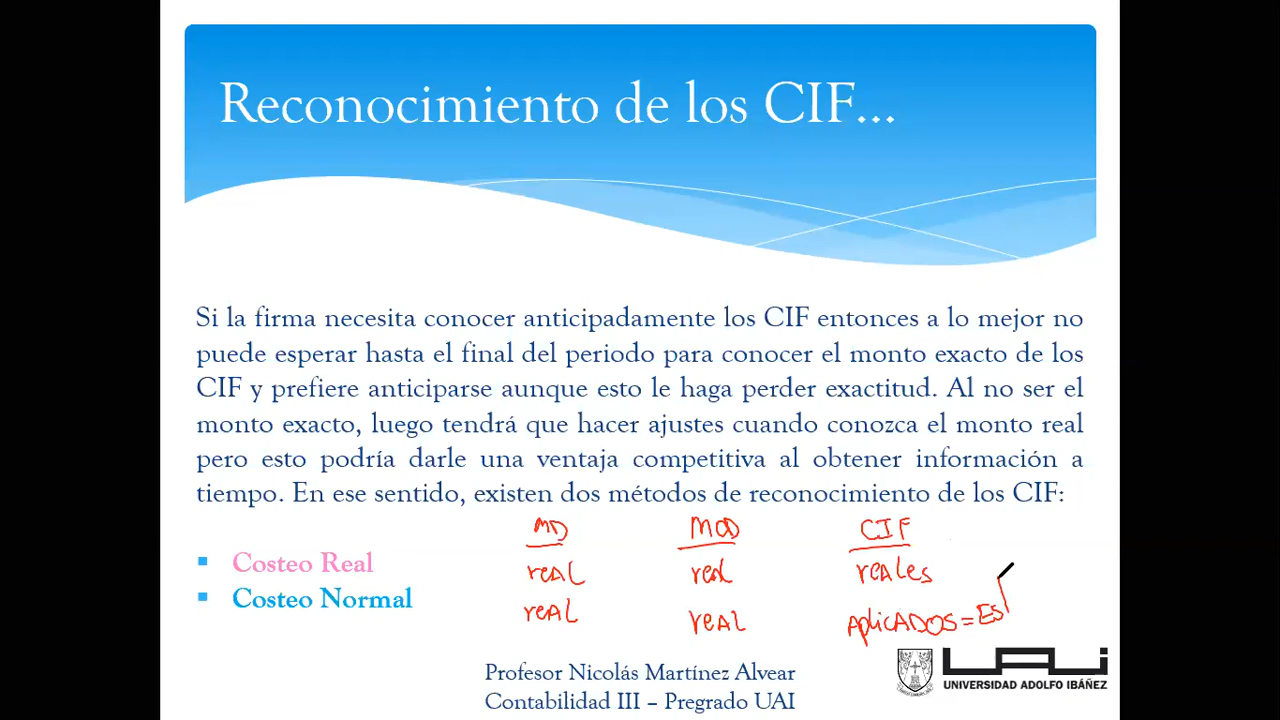 Reconocimiento de los CIF...
Si la firma necesita conocer anticipadamente los CIF entonces a lo mejor no
puede esperar hasta el final del periodo para conocer el monto exacto de los
CIF y prefiere anticiparse aunque esto le haga perder exactitud. Al no ser el
monto exacto, luego tendrá que hacer ajustes cuando conozca el monto real
pero esto podría darle una ventaja competitiva al obtener información a
tiempo. En ese sentido, existen dos métodos de reconocimiento de los CIF:
MD MOD CIF
Costeo Real real real reales
Costeo Normal real real Aplicados = Es
Profesor Nicolás Martínez Alvear
Contabilidad III – Pregrado UAI
UAI
UNIVERSIDAD ADOLFO IBÁÑEZ